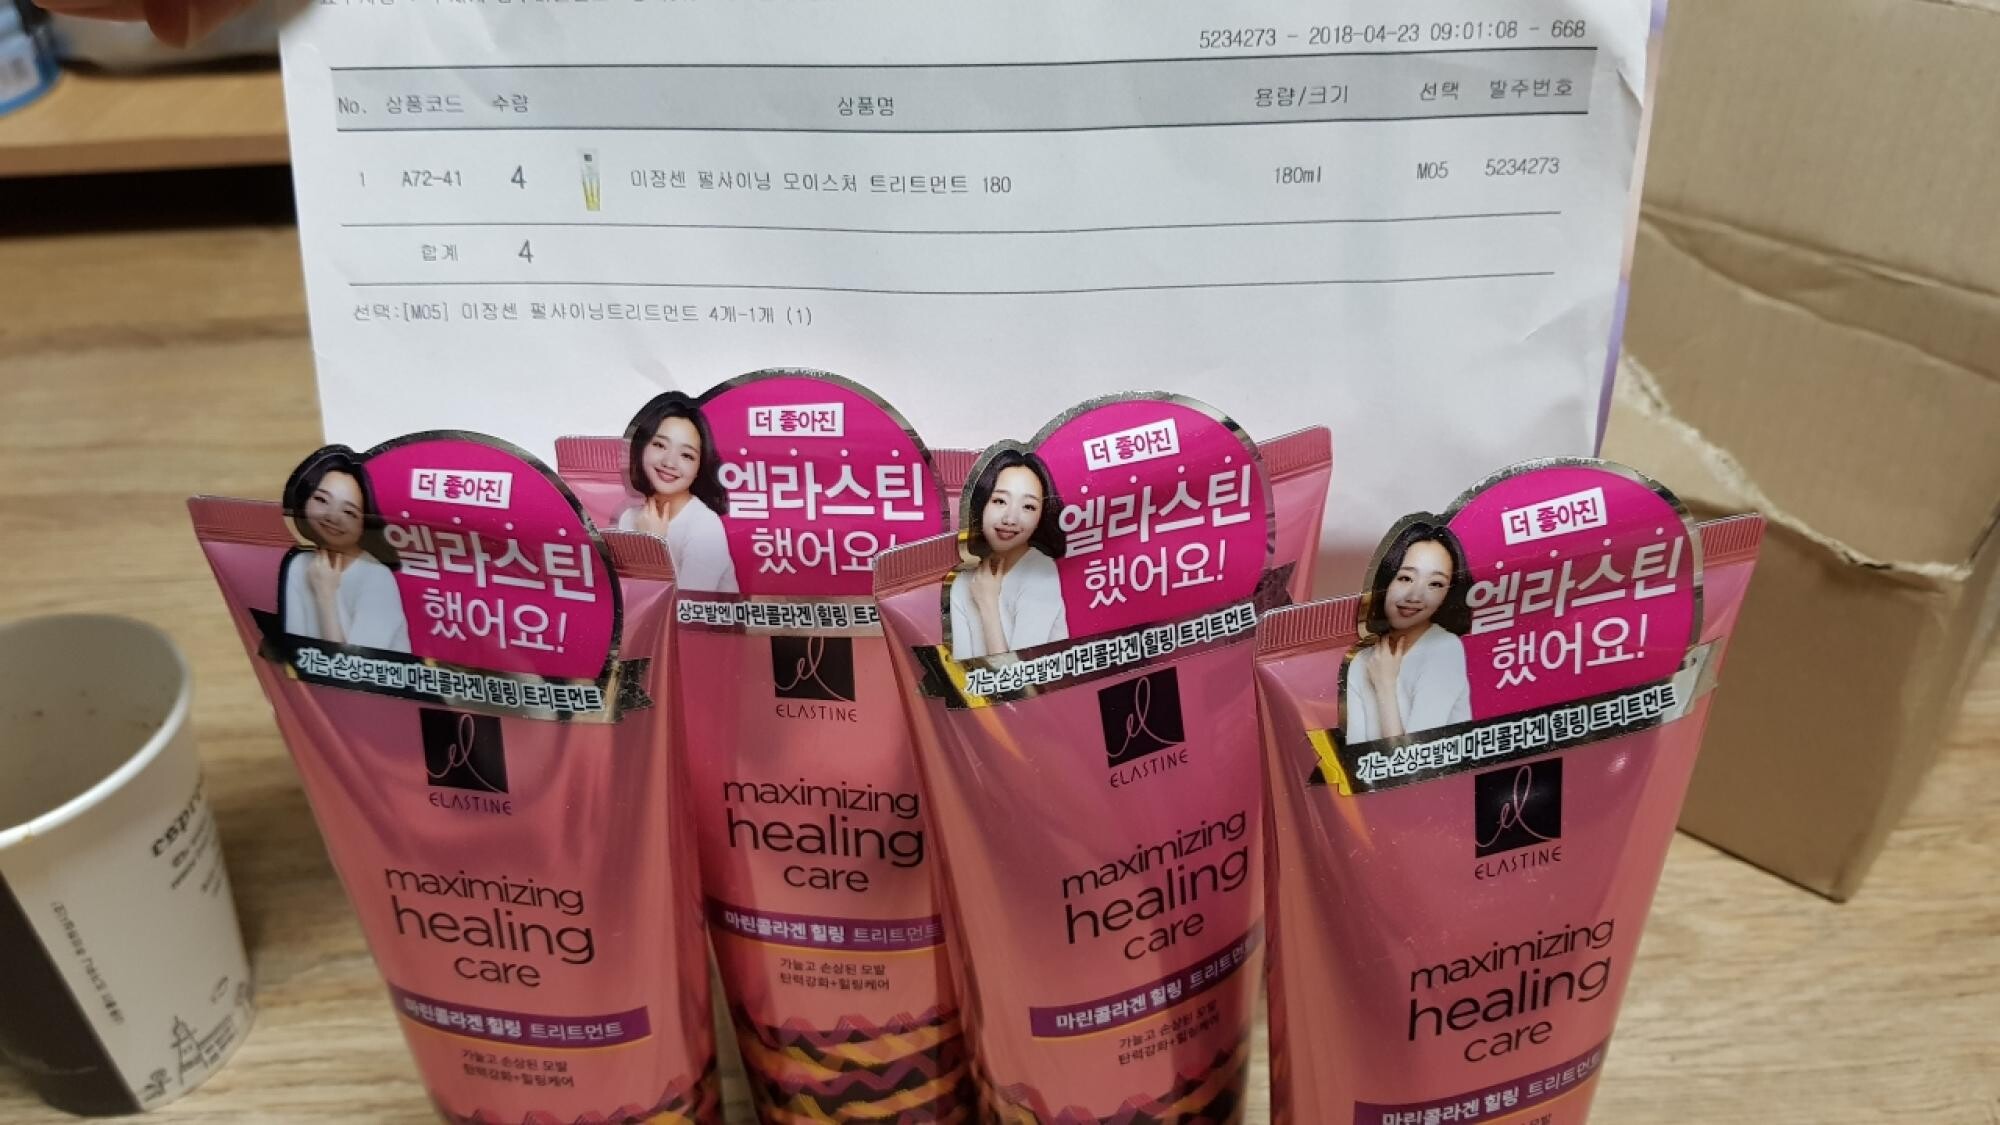 5234273 - 2018-04-23 09:01:08 - 668
No. 상품코드 수량 상품명 용량/크기 선택 발주번호
1 A72-41 4 미장센 펄샤이닝 모이스처 트리트먼트 180 180ml M05 5234273
합계 4
선택:[M05] 미장센 펄샤이닝트리트먼트 4개-1개 (1)
더 좋아진
엘라스틴
했어요!
가는 손상모발엔 마린콜라겐 힐링 트리트먼트
ELASTINE
maximizing
healing
care
마린콜라겐 힐링 트리트먼트
가늘고 손상된 모발
탄력강화+힐링케어
더 좋아진
엘라스틴
했어요!
상모발엔 마린콜라겐 힐링
ELASTINE
maximizing
healing
care
마린콜라겐 힐링 트리트먼트
가늘고 손상된 모발
탄력강화+힐링케어
더 좋아진
엘라스틴
했어요!
가는 손상모발엔 마린콜라겐 힐링 트리트먼트
ELASTINE
maximizing
healing
care
마린콜라겐 힐링 트리트먼트
가늘고 손상된 모발
탄력강화+힐링케어
더 좋아진
엘라스틴
했어요!
가는 손상모발엔 마린콜라겐 힐링 트리트먼트
ELASTINE
maximizing
healing
care
마린콜라겐 힐링 트리트먼트